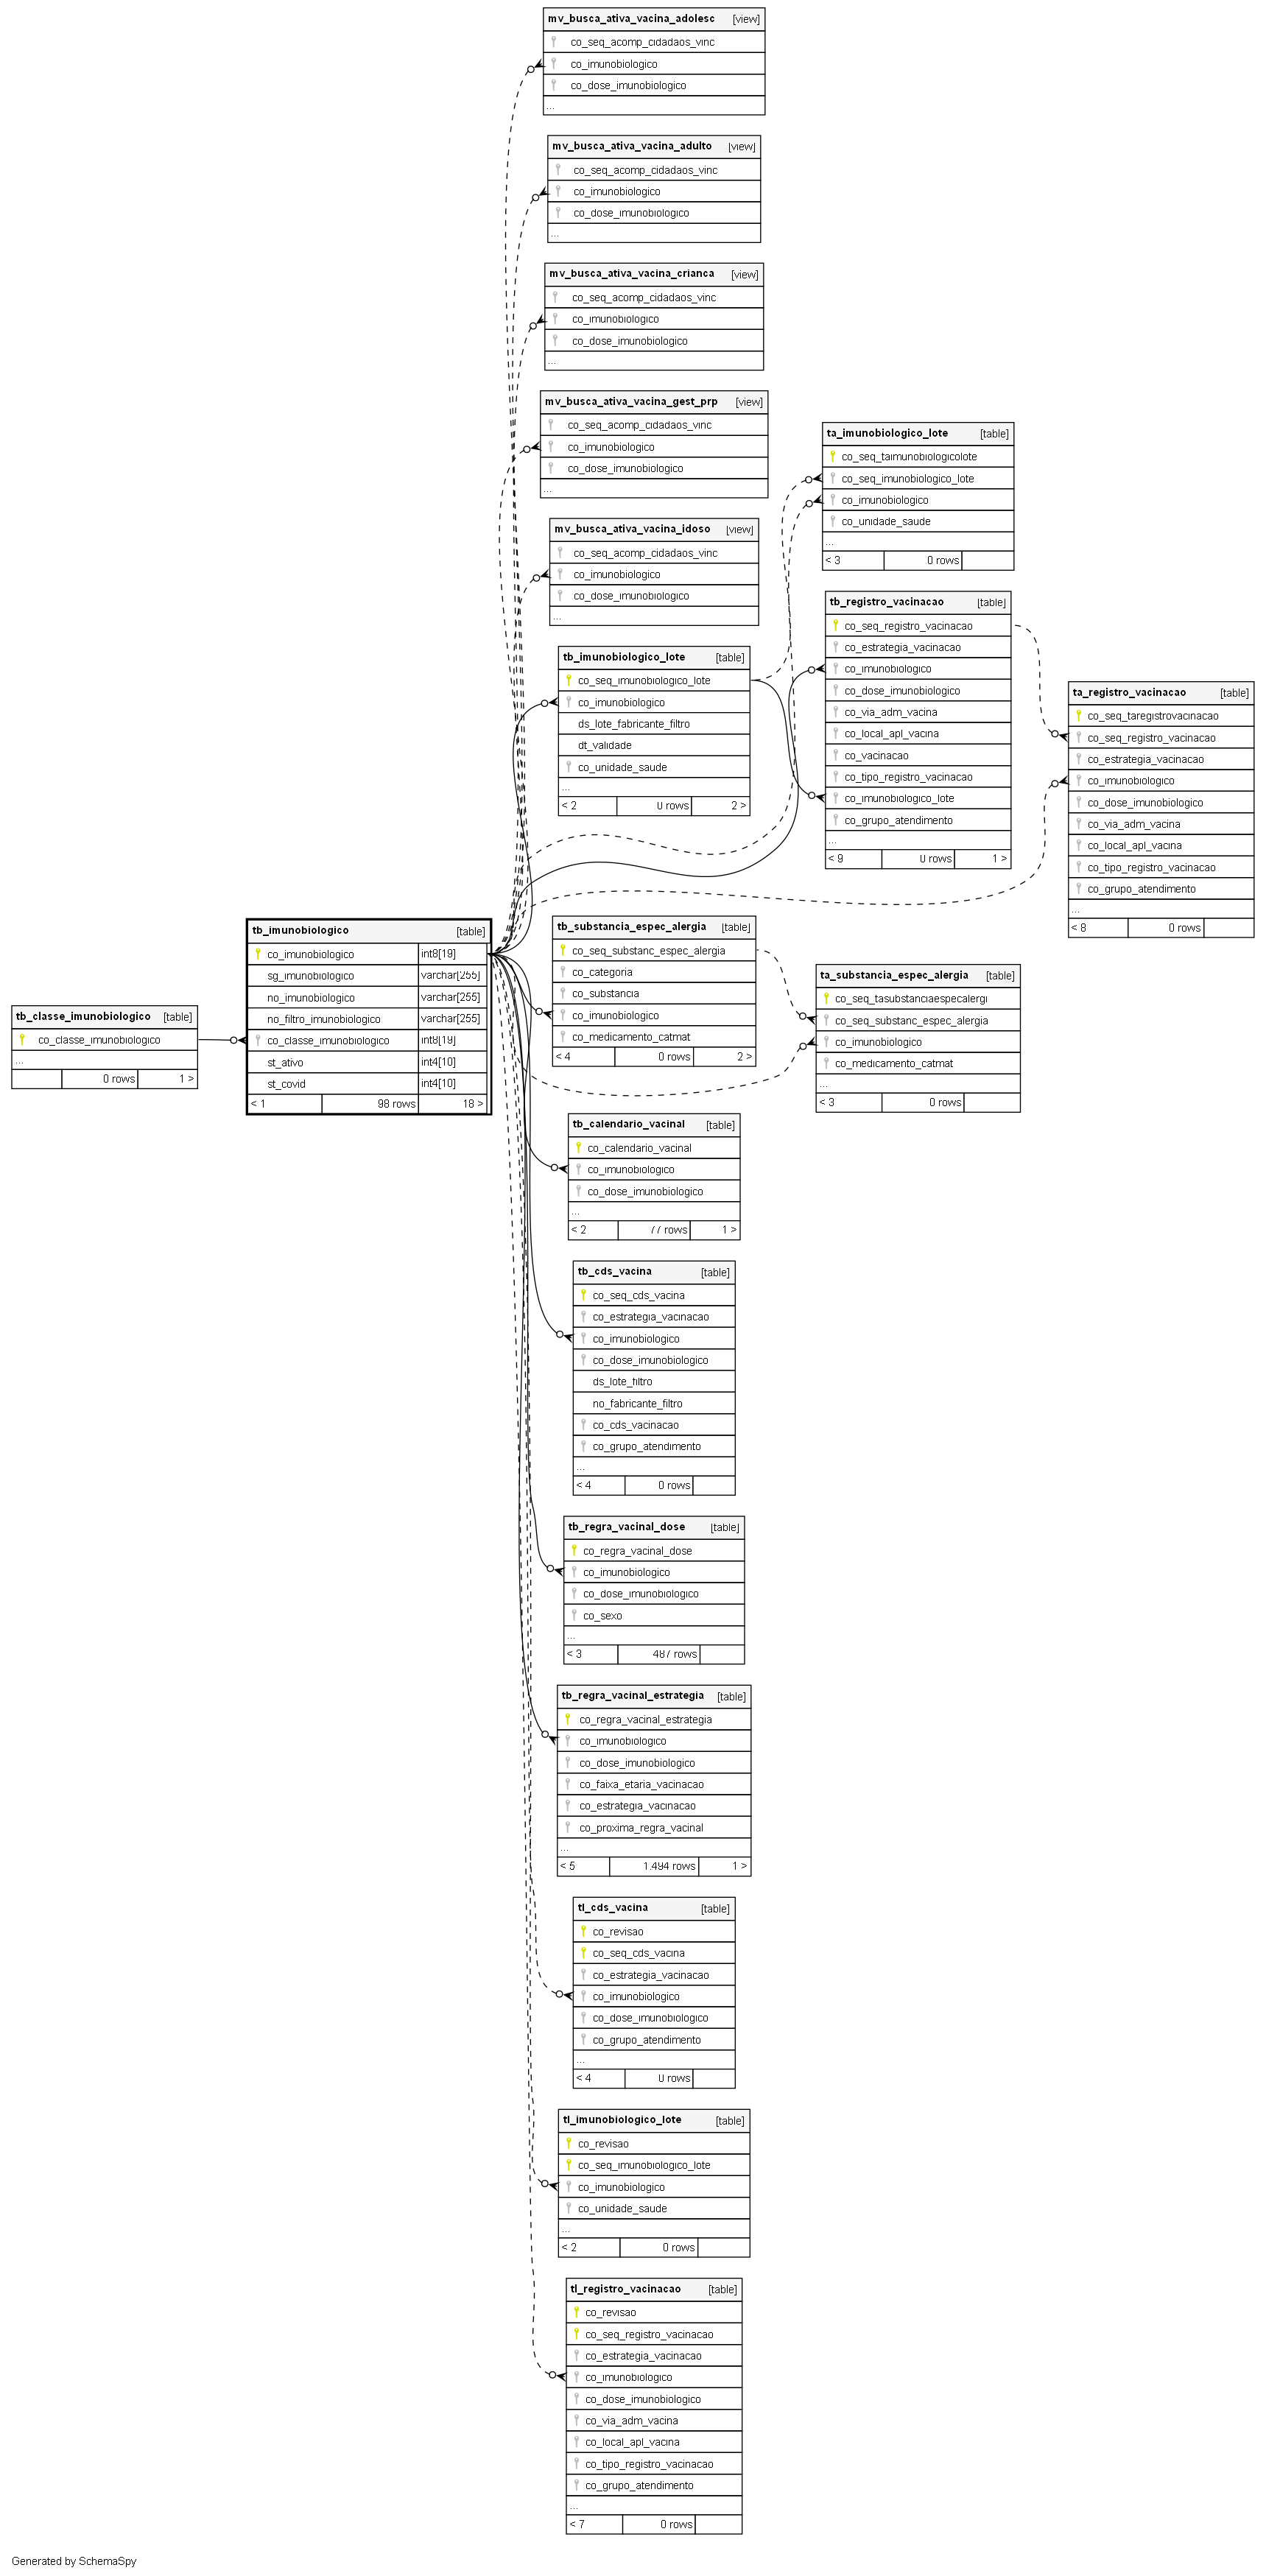 mv_busca_ativa_vacina_adolesc [view]
co_seq_acomp_cidadaos_vinc
co_imunobiologico
co_dose_imunobiologico
...
mv_busca_ativa_vacina_adulto [view]
co_seq_acomp_cidadaos_vinc
co_imunobiologico
co_dose_imunobiologico
...
mv_busca_ativa_vacina_crianca [view]
co_seq_acomp_cidadaos_vinc
co_imunobiologico
co_dose_imunobiologico
...
mv_busca_ativa_vacina_gest_prp [view]
co_seq_acomp_cidadaos_vinc
co_imunobiologico
co_dose_imunobiologico
...
ta_imunobiologico_lote [table]
co_seq_taimunobiologicolote
co_seq_imunobiologico_lote
co_imunobiologico
co_unidade_saude
...
< 3 0 rows
mv_busca_ativa_vacina_idoso [view]
co_seq_acomp_cidadaos_vinc
co_imunobiologico
co_dose_imunobiologico
...
tb_registro_vacinacao [table]
co_seq_registro_vacinacao
co_estrategia_vacinacao
co_imunobiologico
co_dose_imunobiologico
co_via_adm_vacina
co_local_apl_vacina
co_vacinacao
co_tipo_registro_vacinacao
co_imunobiologico_lote
co_grupo_atendimento
...
< 9 0 rows 1 >
tb_imunobiologico_lote [table]
co_seq_imunobiologico_lote
co_imunobiologico
ds_lote_fabricante_filtro
dt_validade
co_unidade_saude
...
< 2 0 rows 2 >
ta_registro_vacinacao [table]
co_seq_taregistrovacinacao
co_seq_registro_vacinacao
co_estrategia_vacinacao
co_imunobiologico
co_dose_imunobiologico
co_via_adm_vacina
co_local_apl_vacina
co_tipo_registro_vacinacao
co_grupo_atendimento
...
< 8 0 rows
tb_imunobiologico [table]
co_imunobiologico int8[19]
sg_imunobiologico varchar[255]
no_imunobiologico varchar[255]
no_filtro_imunobiologico varchar[255]
co_classe_imunobiologico int8[19]
st_ativo int4[10]
st_covid int4[10]
< 1 98 rows 18 >
tb_classe_imunobiologico [table]
co_classe_imunobiologico
...
0 rows 1 >
tb_substancia_espec_alergia [table]
co_seq_substanc_espec_alergia
co_categoria
co_substancia
co_imunobiologico
co_medicamento_catmat
< 4 0 rows 2 >
ta_substancia_espec_alergia [table]
co_seq_tasubstanciaespecalergi
co_seq_substanc_espec_alergia
co_imunobiologico
co_medicamento_catmat
...
< 3 0 rows
tb_calendario_vacinal [table]
co_calendario_vacinal
co_imunobiologico
co_dose_imunobiologico
...
< 2 77 rows 1 >
tb_cds_vacina [table]
co_seq_cds_vacina
co_estrategia_vacinacao
co_imunobiologico
co_dose_imunobiologico
ds_lote_filtro
no_fabricante_filtro
co_cds_vacinacao
co_grupo_atendimento
...
< 4 0 rows
tb_regra_vacinal_dose [table]
co_regra_vacinal_dose
co_imunobiologico
co_dose_imunobiologico
co_sexo
...
< 3 487 rows
tb_regra_vacinal_estrategia [table]
co_regra_vacinal_estrategia
co_imunobiologico
co_dose_imunobiologico
co_faixa_etaria_vacinacao
co_estrategia_vacinacao
co_proxima_regra_vacinal
...
< 5 1.494 rows 1 >
tl_cds_vacina [table]
co_revisao
co_seq_cds_vacina
co_estrategia_vacinacao
co_imunobiologico
co_dose_imunobiologico
co_grupo_atendimento
...
< 4 0 rows
tl_imunobiologico_lote [table]
co_revisao
co_seq_imunobiologico_lote
co_imunobiologico
co_unidade_saude
...
< 2 0 rows
tl_registro_vacinacao [table]
co_revisao
co_seq_registro_vacinacao
co_estrategia_vacinacao
co_imunobiologico
co_dose_imunobiologico
co_via_adm_vacina
co_local_apl_vacina
co_tipo_registro_vacinacao
co_grupo_atendimento
...
< 7 0 rows
Generated by SchemaSpy